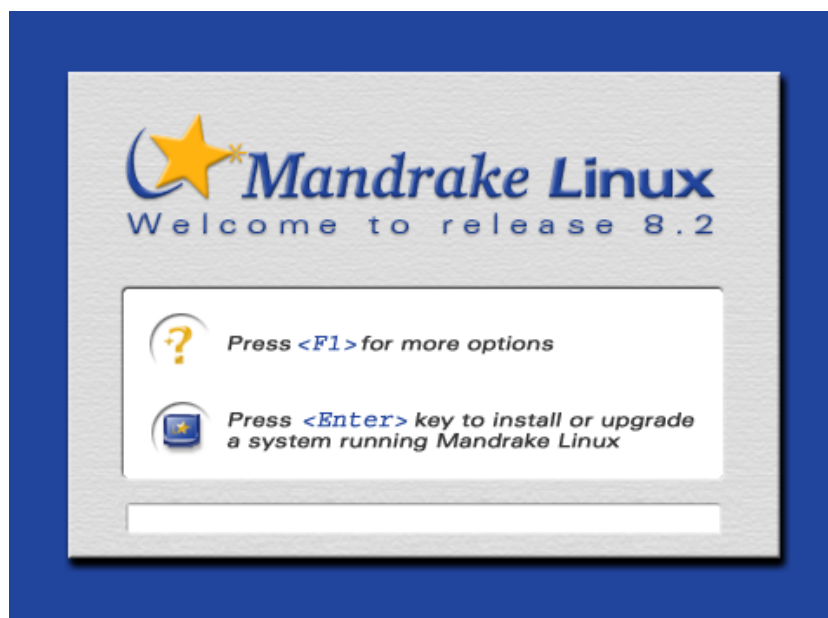 Mandrake Linux
Welcome to release 8.2
Press <F1> for more options
Press <Enter> key to install or upgrade
a system running Mandrake Linux